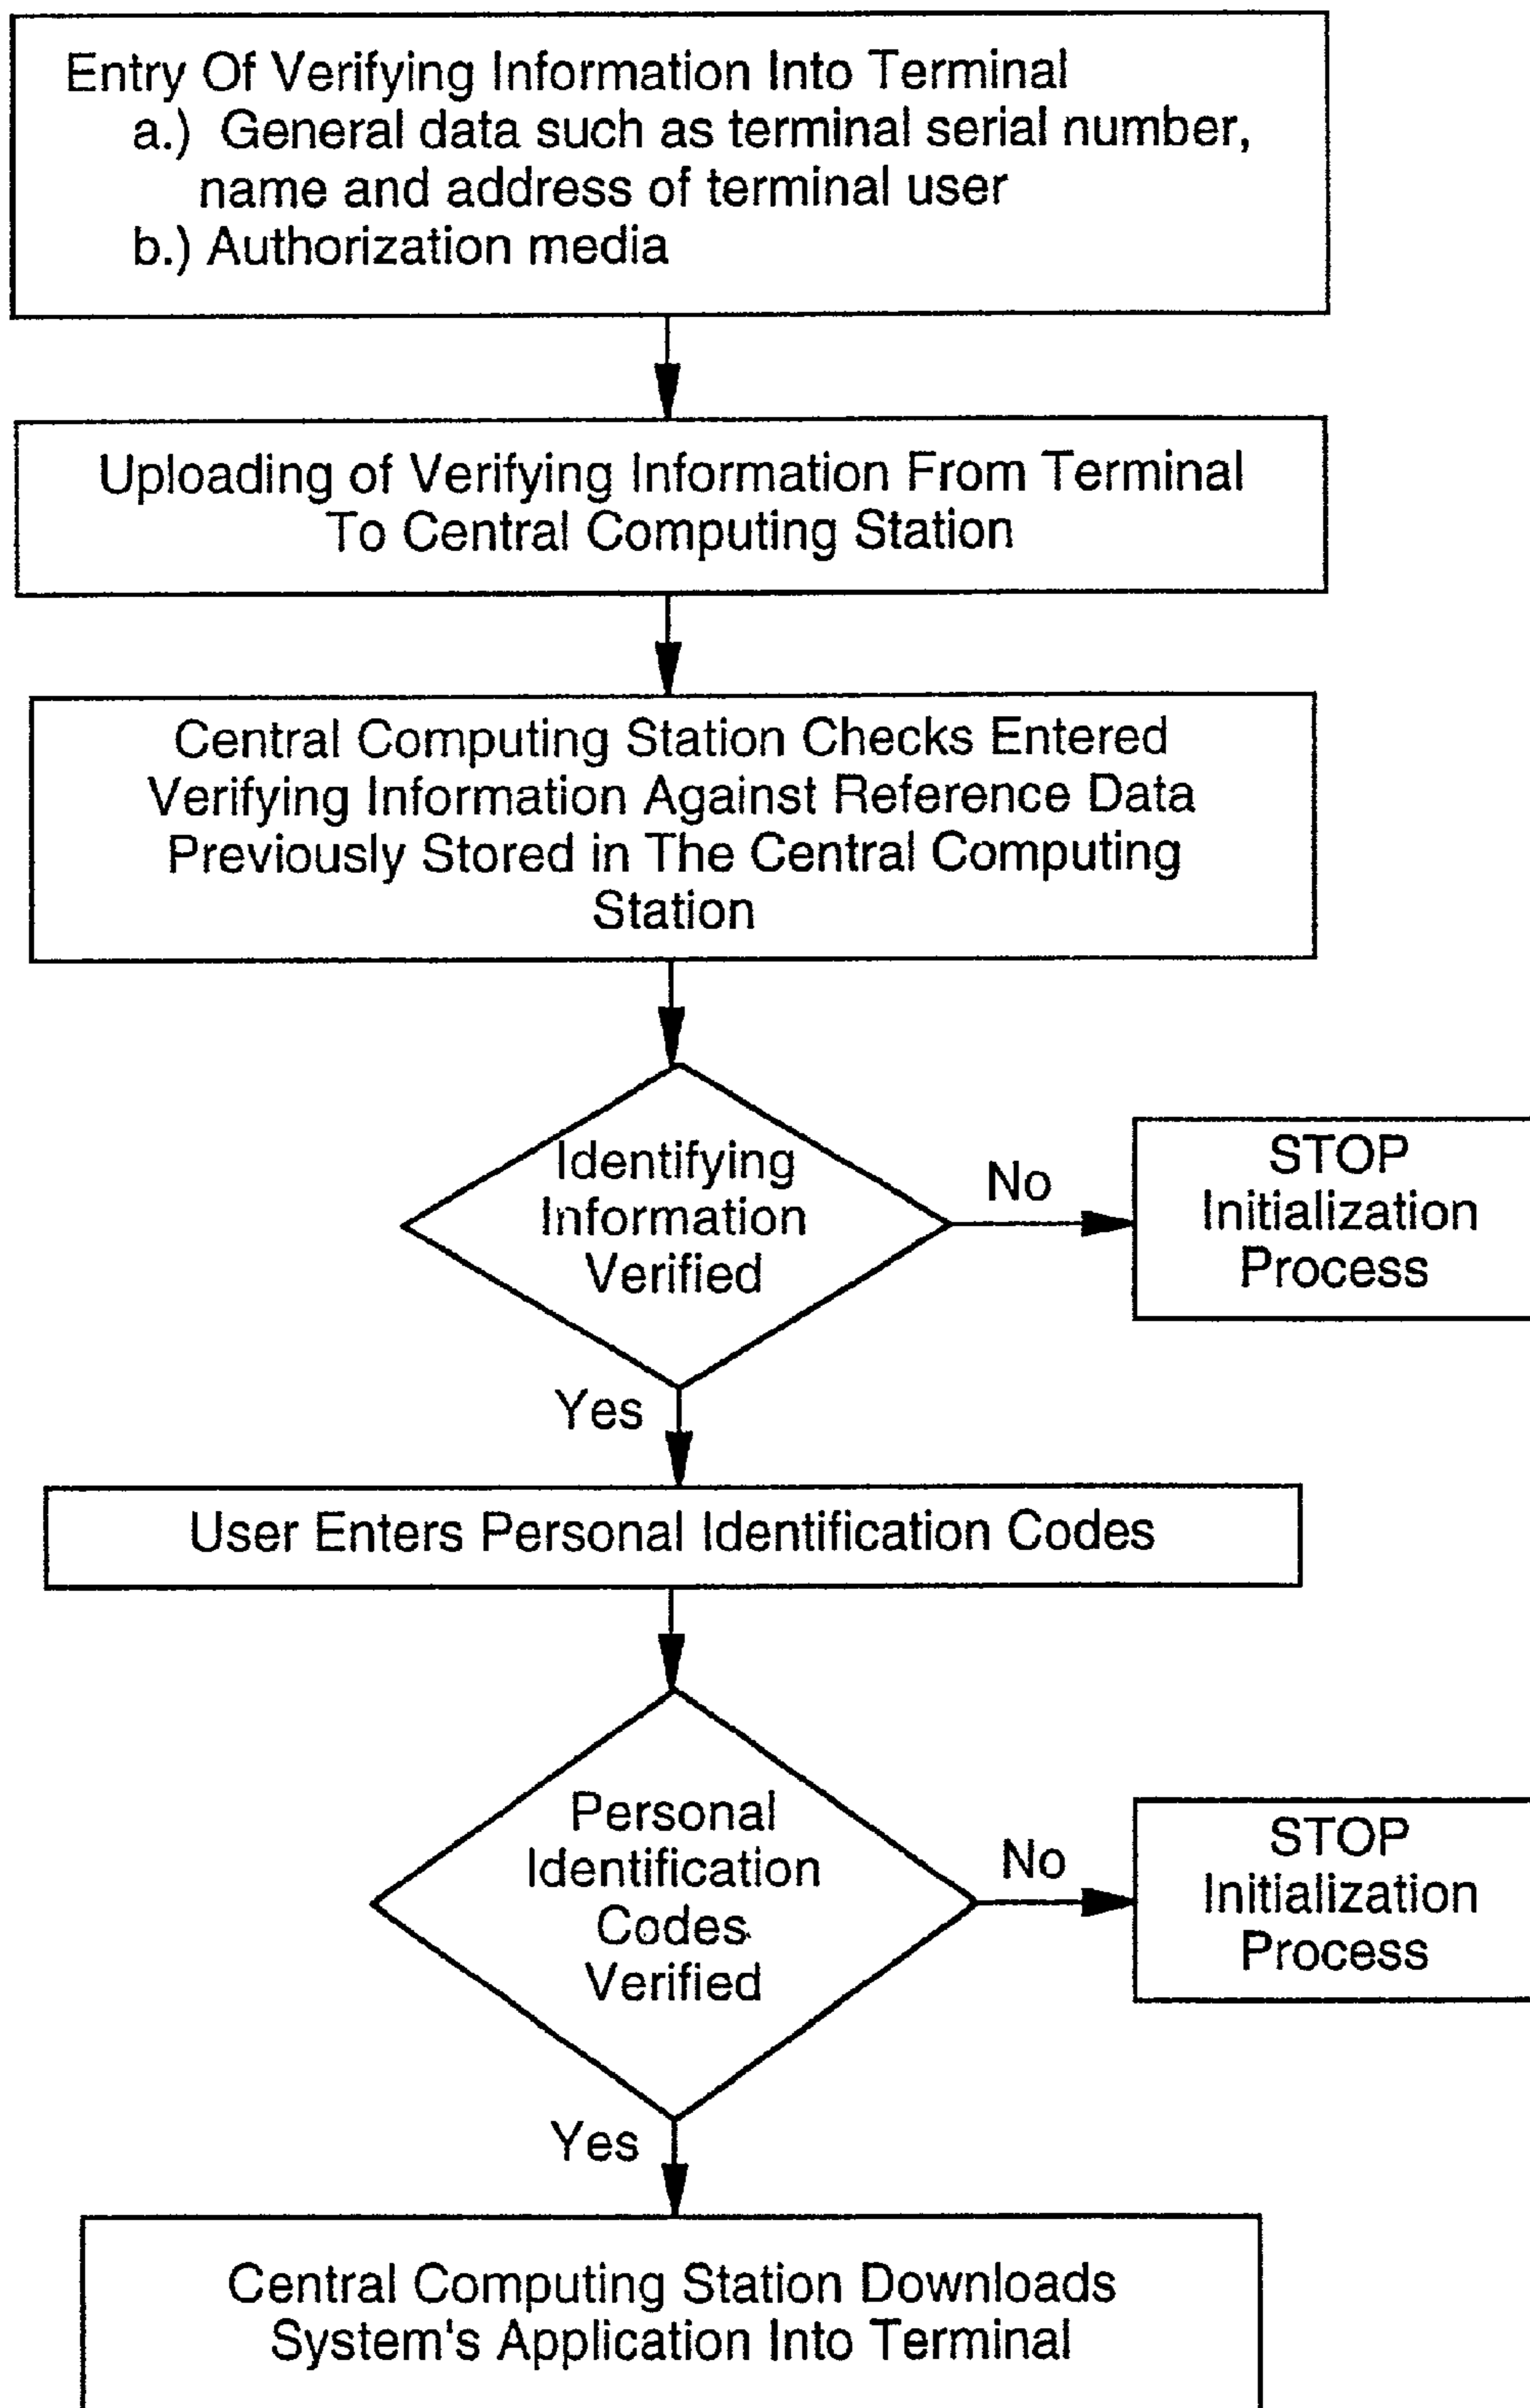 Entry Of Verifying Information Into Terminal
a.) General data such as terminal serial number,
name and address of terminal user
b.) Authorization media
Uploading of Verifying Information From Terminal
To Central Computing Station
Central Computing Station Checks Entered
Verifying Information Against Reference Data
Previously Stored in The Central Computing
Station
Identifying
Information
Verified
No
STOP
Initialization
Process
Yes
User Enters Personal Identification Codes
Personal
Identification
Codes
Verified
No
STOP
Initialization
Process
Yes
Central Computing Station Downloads
System's Application Into Terminal